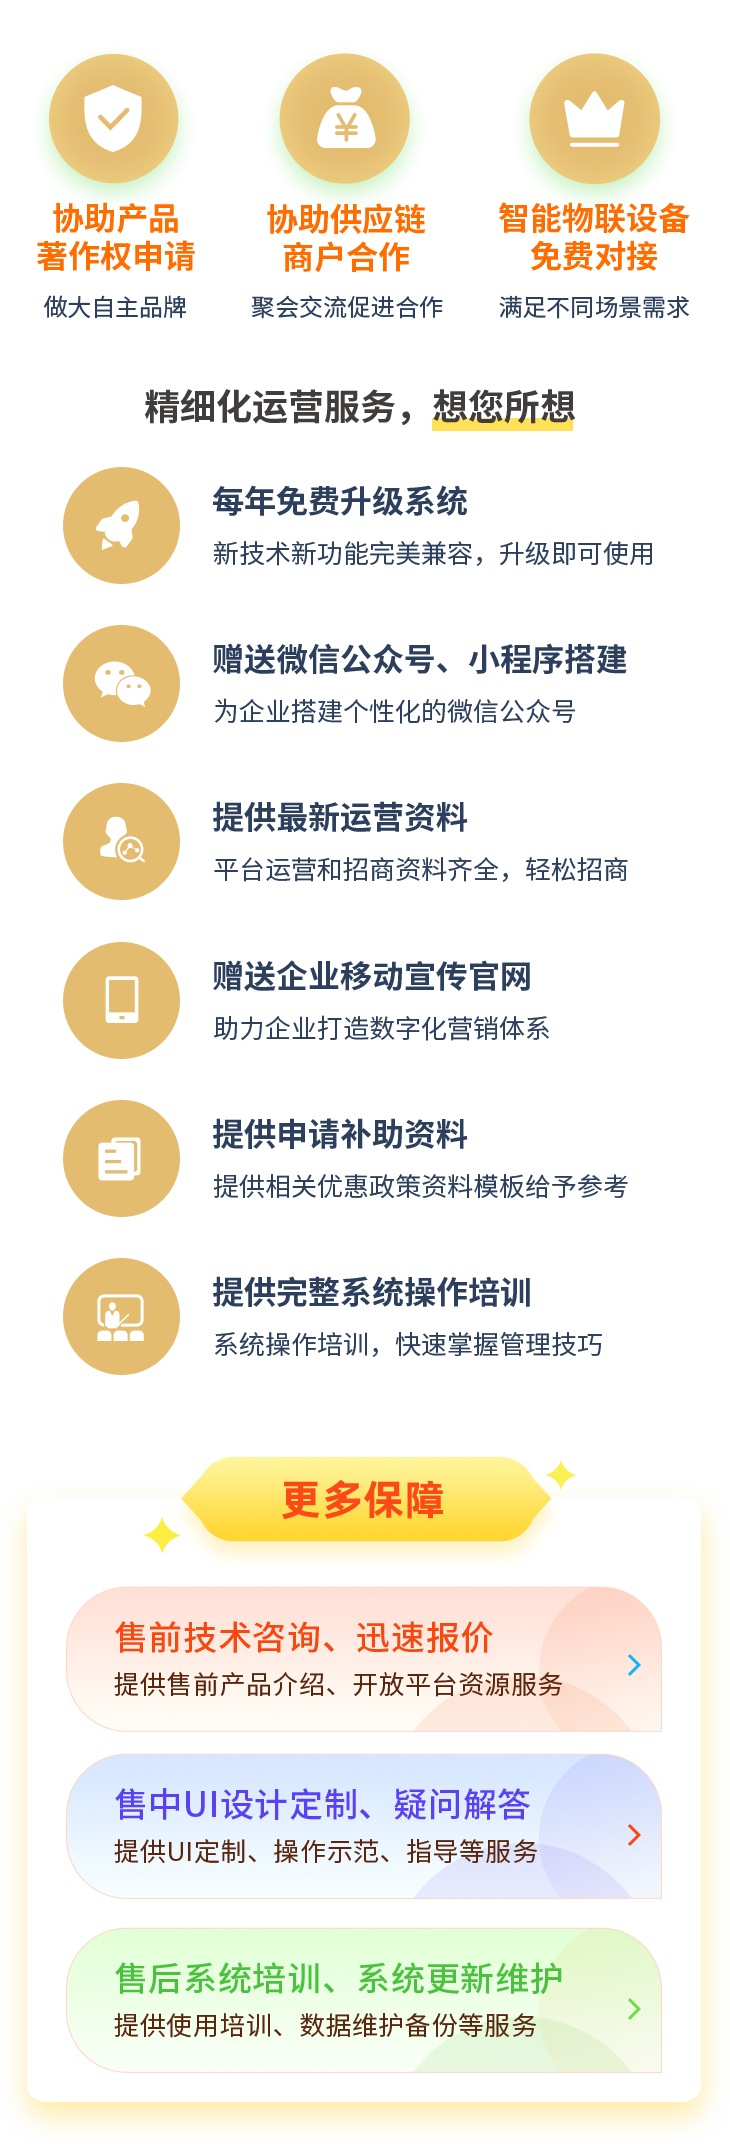 协助产品
著作权申请
做大自主品牌
协助供应链
商户合作
聚会交流促进合作
智能物联设备
免费对接
满足不同场景需求
精细化运营服务，想您所想
每年免费升级系统
新技术新功能完美兼容，升级即可使用
赠送微信公众号、小程序搭建
为企业搭建个性化的微信公众号
提供最新运营资料
平台运营和招商资料齐全，轻松招商
赠送企业移动宣传官网
助力企业打造数字化营销体系
提供申请补助资料
提供相关优惠政策资料模板给予参考
提供完整系统操作培训
系统操作培训，快速掌握管理技巧
更多保障
售前技术咨询、迅速报价
提供售前产品介绍、开放平台资源服务
售中UI设计定制、疑问解答
提供UI定制、操作示范、指导等服务
售后系统培训、系统更新维护
提供使用培训、数据维护备份等服务